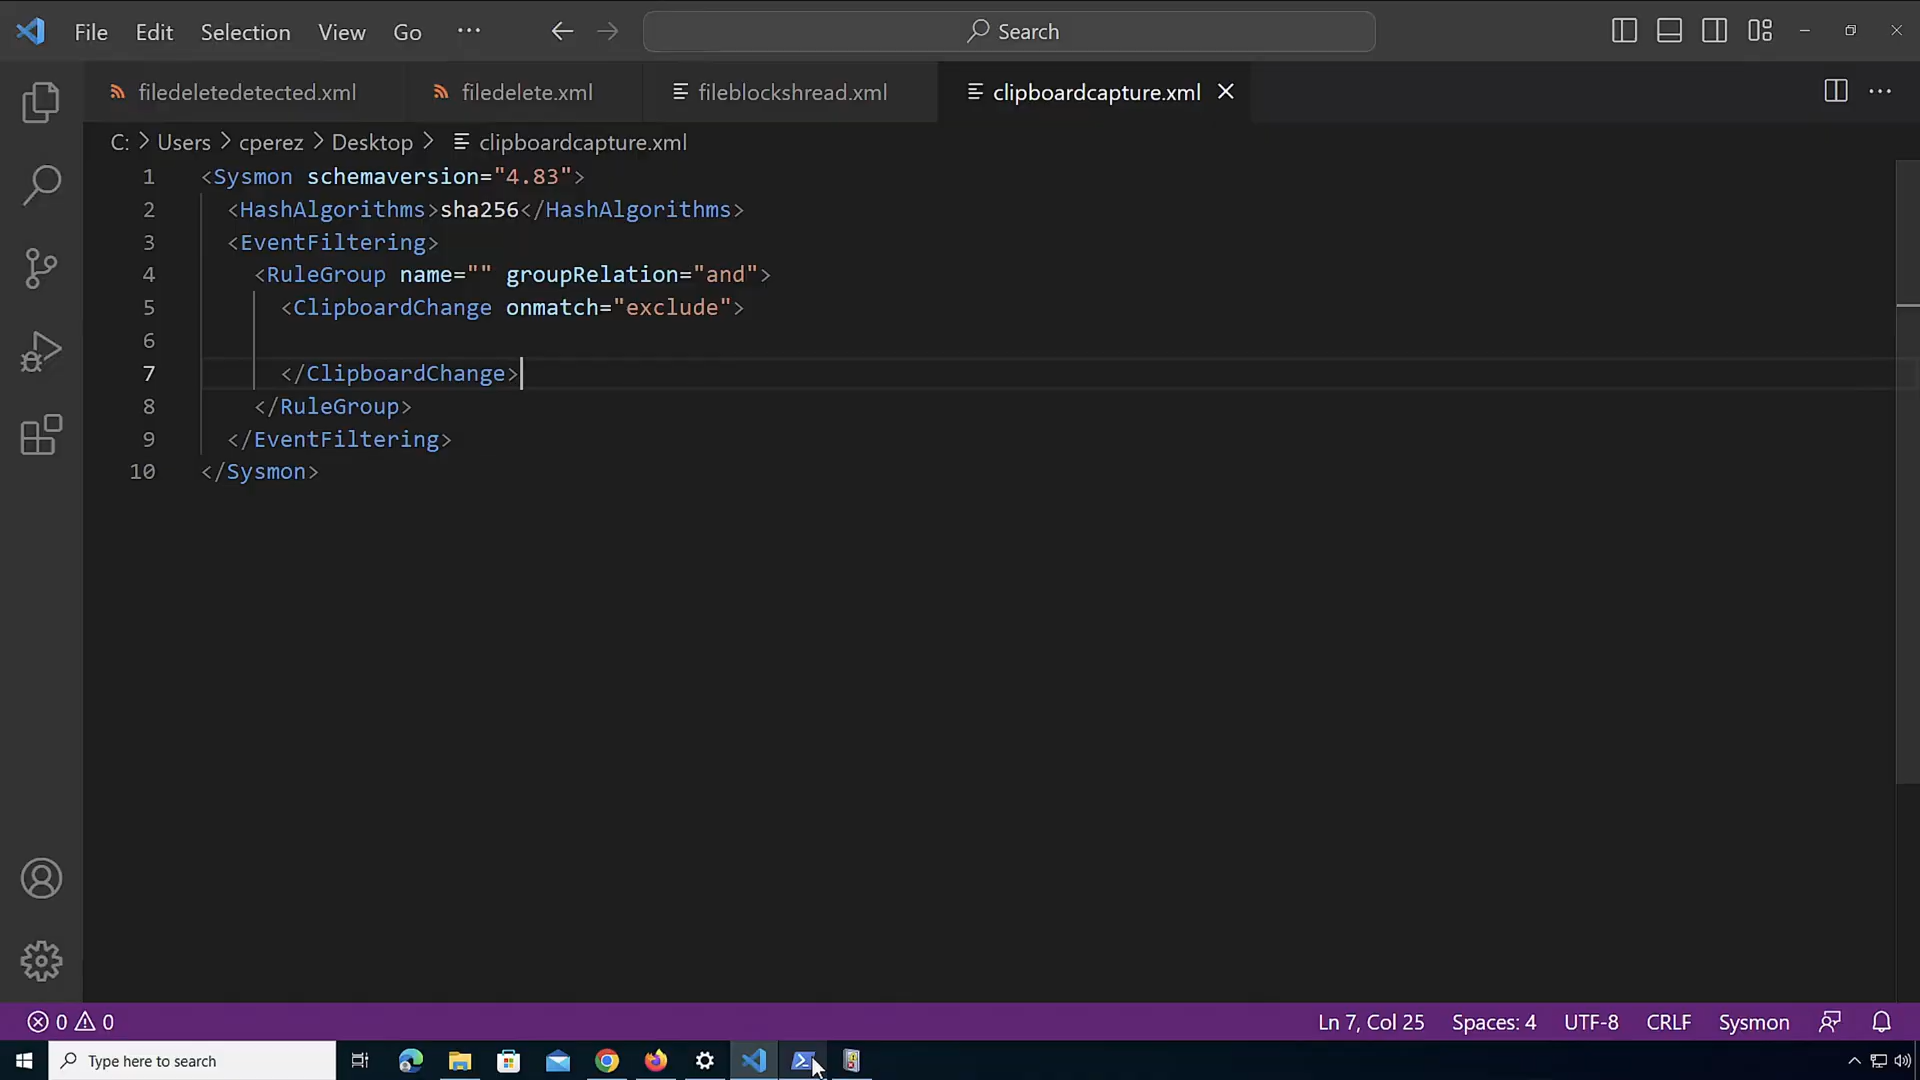 File Edit Selection View Go ··· Search
filedeletedetected.xml filedelete.xml fileblockshread.xml clipboardcapture.xml
C: > Users > cperez > Desktop > clipboardcapture.xml
1 <Sysmon schemaversion="4.83">
2 <HashAlgorithms>sha256</HashAlgorithms>
3 <EventFiltering>
4 <RuleGroup name="" groupRelation="and">
5 <ClipboardChange onmatch="exclude">
6
7 </ClipboardChange>
8 </RuleGroup>
9 </EventFiltering>
10 </Sysmon>
0 0 Ln 7, Col 25 Spaces: 4 UTF-8 CRLF Sysmon
Type here to search